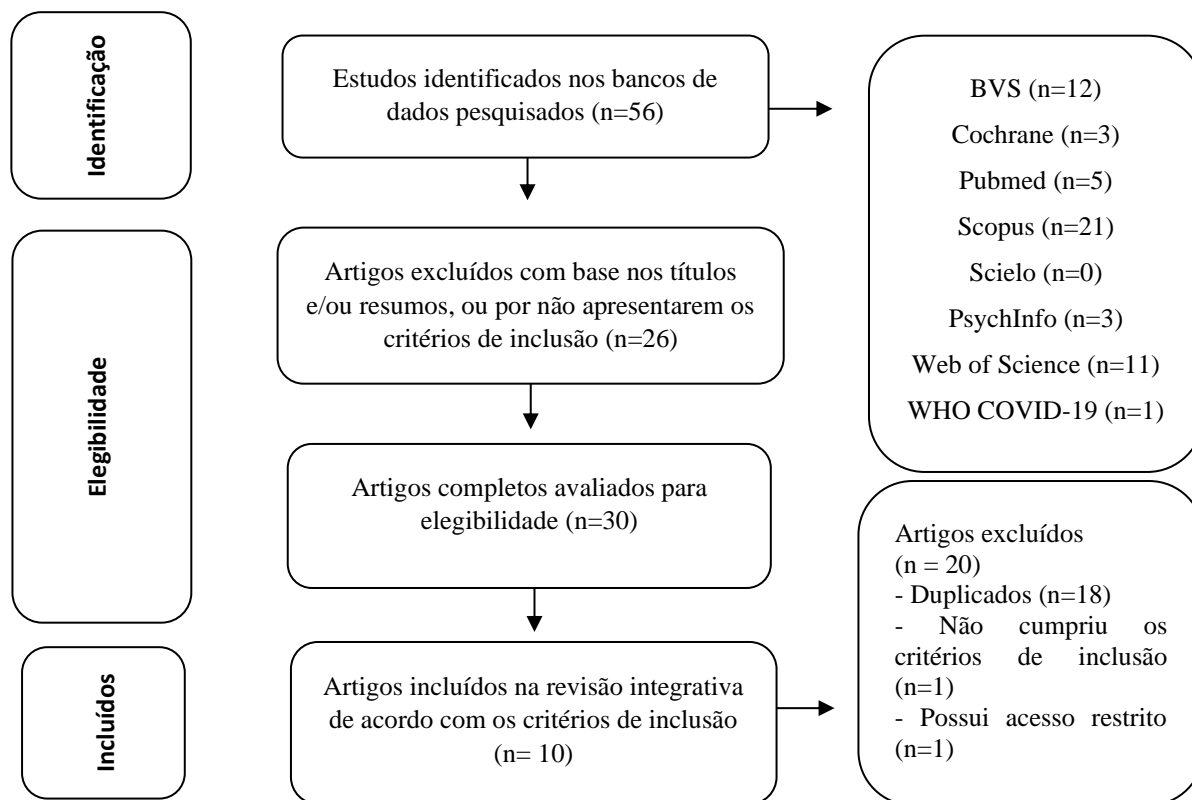 Identificação
Estudos identificados nos bancos de
dados pesquisados (n=56)
BVS (n=12)
Cochrane (n=3)
Pubmed (n=5)
Scopus (n=21)
Scielo (n=0)
PsychInfo (n=3)
Web of Science (n=11)
WHO COVID-19 (n=1)
Elegibilidade
Artigos excluídos com base nos títulos
e/ou resumos, ou por não apresentarem os
critérios de inclusão (n=26)
Artigos completos avaliados para
elegibilidade (n=30)
Artigos excluídos
(n = 20)
- Duplicados (n=18)
- Não cumpriu os
critérios de inclusão
(n=1)
- Possui acesso restrito
(n=1)
Incluídos
Artigos incluídos na revisão integrativa
de acordo com os critérios de inclusão
(n= 10)